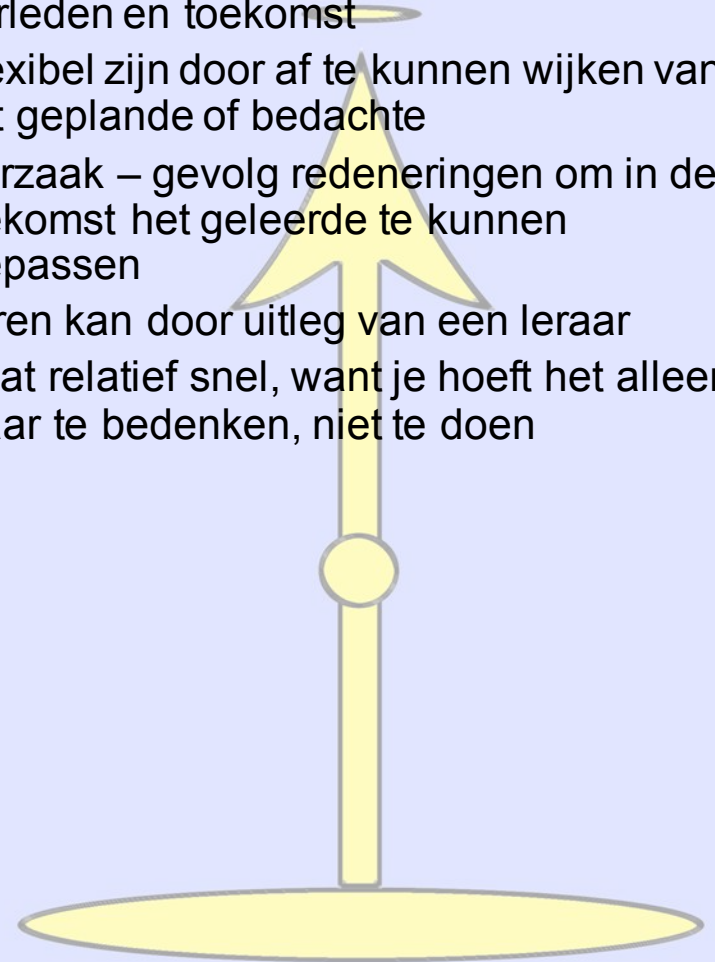 rleden en toekomst
exibel zijn door af te kunnen wijken van
t geplande of bedachte
rzaak – gevolg redeneringen om in de
ekomst het geleerde te kunnen
epassen
ren kan door uitleg van een leraar
at relatief snel, want je hoeft het alleen
aar te bedenken, niet te doen